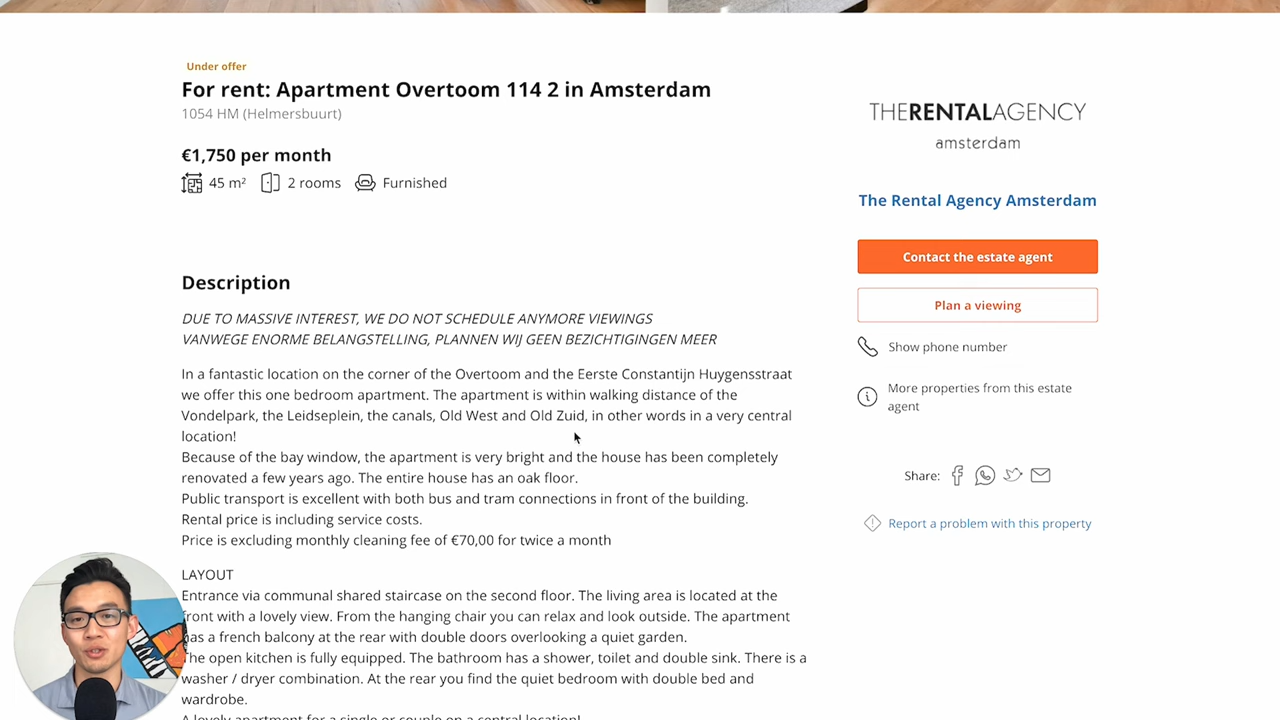 Under offer
For rent: Apartment Overtoom 114 2 in Amsterdam
1054 HM (Helmersbuurt)
€1,750 per month
45 m² 2 rooms Furnished
Description
DUE TO MASSIVE INTEREST, WE DO NOT SCHEDULE ANYMORE VIEWINGS
VANWEGE ENORME BELANGSTELLING, PLANNEN WIJ GEEN BEZICHTIGINGEN MEER
In a fantastic location on the corner of the Overtoom and the Eerste Constantijn Huygensstraat
we offer this one bedroom apartment. The apartment is within walking distance of the
Vondelpark, the Leidseplein, the canals, Old West and Old Zuid, in other words in a very central
location!
Because of the bay window, the apartment is very bright and the house has been completely
renovated a few years ago. The entire house has an oak floor.
Public transport is excellent with both bus and tram connections in front of the building.
Rental price is including service costs.
Price is excluding monthly cleaning fee of €70,00 for twice a month
LAYOUT
Entrance via communal shared staircase on the second floor. The living area is located at the
front with a lovely view. From the hanging chair you can relax and look outside. The apartment
has a french balcony at the rear with double doors overlooking a quiet garden.
The open kitchen is fully equipped. The bathroom has a shower, toilet and double sink. There is a
washer / dryer combination. At the rear you find the quiet bedroom with double bed and
wardrobe.
A lovely apartment for a single or couple on a central location!
THERENTALAGENCY
amsterdam
The Rental Agency Amsterdam
Contact the estate agent
Plan a viewing
Show phone number
More properties from this estate
agent
Share:
Report a problem with this property